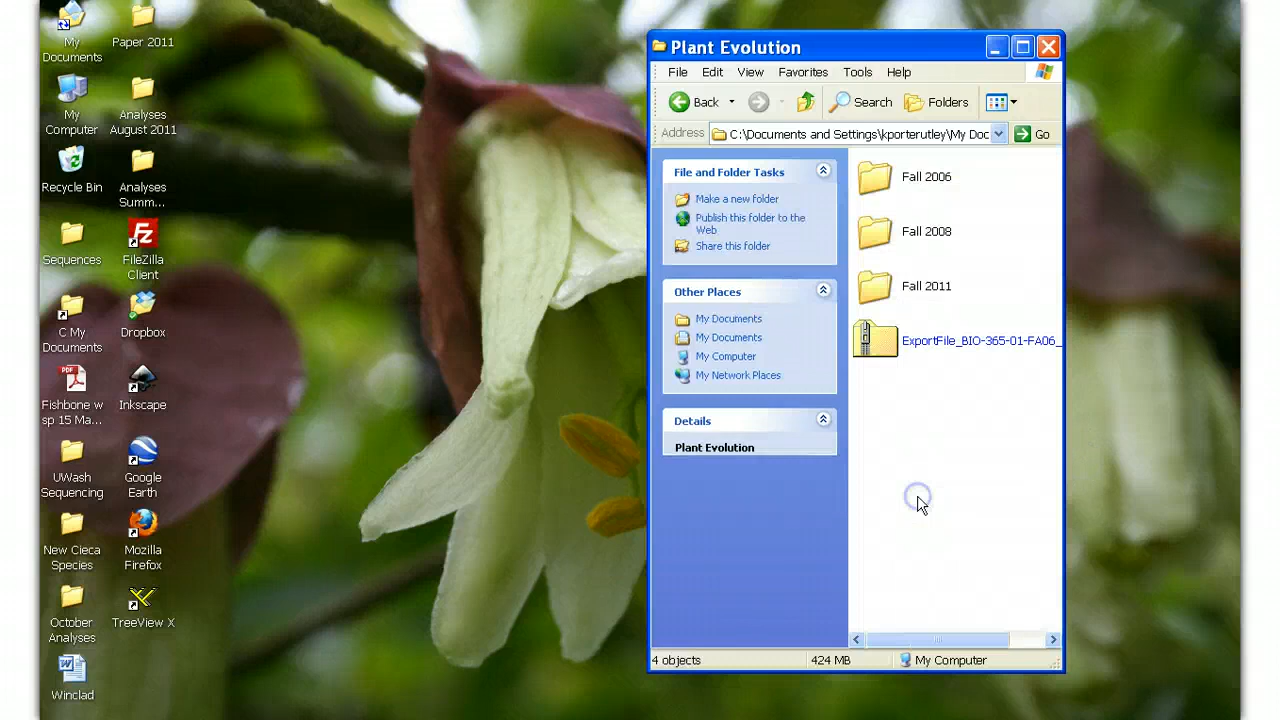 My
Documents
Paper 2011
My
Computer
Analyses
August 2011
Recycle Bin
Analyses
Summ...
Sequences
FileZilla
Client
C My
Documents
Dropbox
PDF
Fishbone w
sp 15 Ma...
Inkscape
UWash
Sequencing
Google
Earth
New Cieca
Species
Mozilla
Firefox
October
Analyses
TreeView X
Winclad
Plant Evolution
File Edit View Favorites Tools Help
Back Search Folders
Address C:\Documents and Settings\kporterutley\My Doc Go
File and Folder Tasks
Make a new folder
Publish this folder to the
Web
Share this folder
Other Places
My Documents
My Documents
My Computer
My Network Places
Details
Plant Evolution
Fall 2006
Fall 2008
Fall 2011
ExportFile_BIO-365-01-FA06_
4 objects 424 MB My Computer